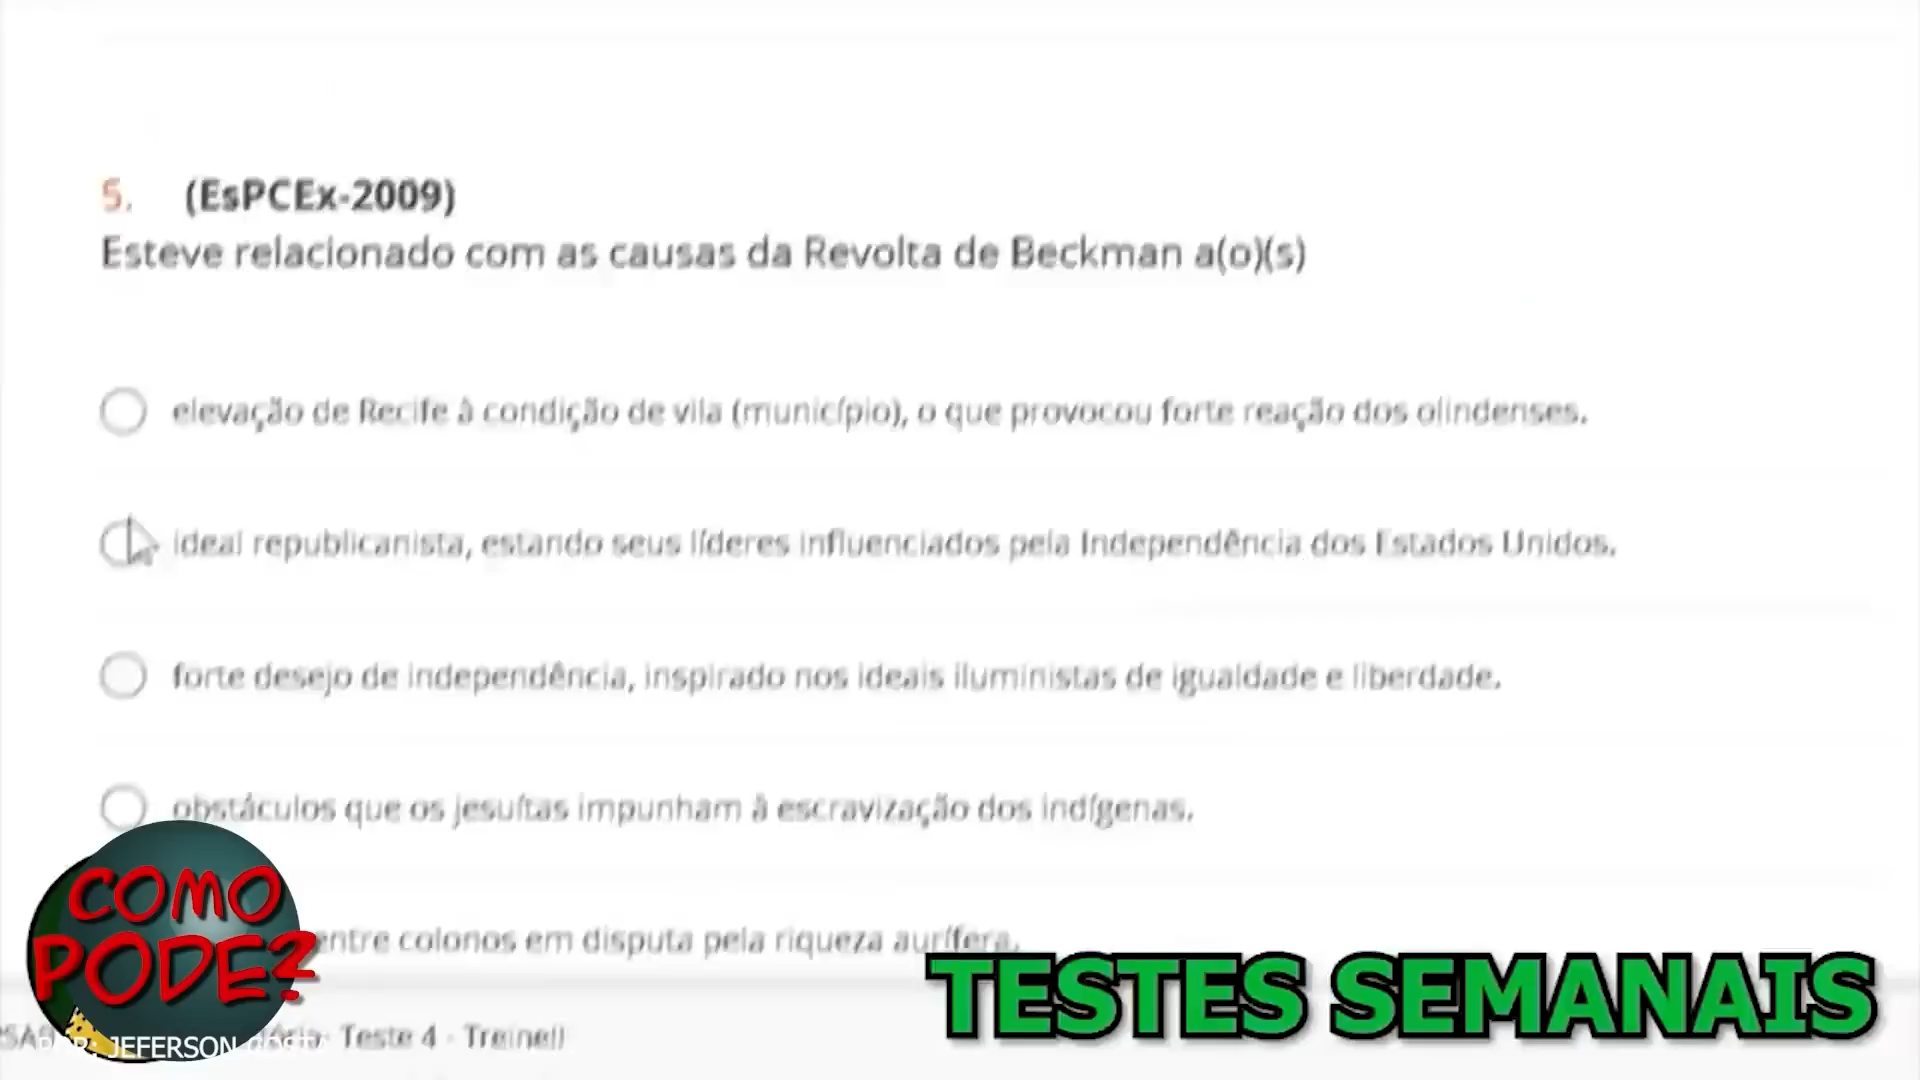 5. (EsPCEx-2009)
Esteve relacionado com as causas da Revolta de Beckman a(o)(s)
elevação de Recife à condição de vila (município), o que provocou forte reação dos olindenses.
ideal republicanista, estando seus líderes influenciados pela Independência dos Estados Unidos.
forte desejo de independência, inspirado nos ideais iluministas de igualdade e liberdade.
obstáculos que os jesuítas impunham à escravização dos indígenas.
entre colonos em disputa pela riqueza aurífera.
COMO
PODE?
TESTES SEMANAIS
JEFERSON
Teste 4 - Treine!!